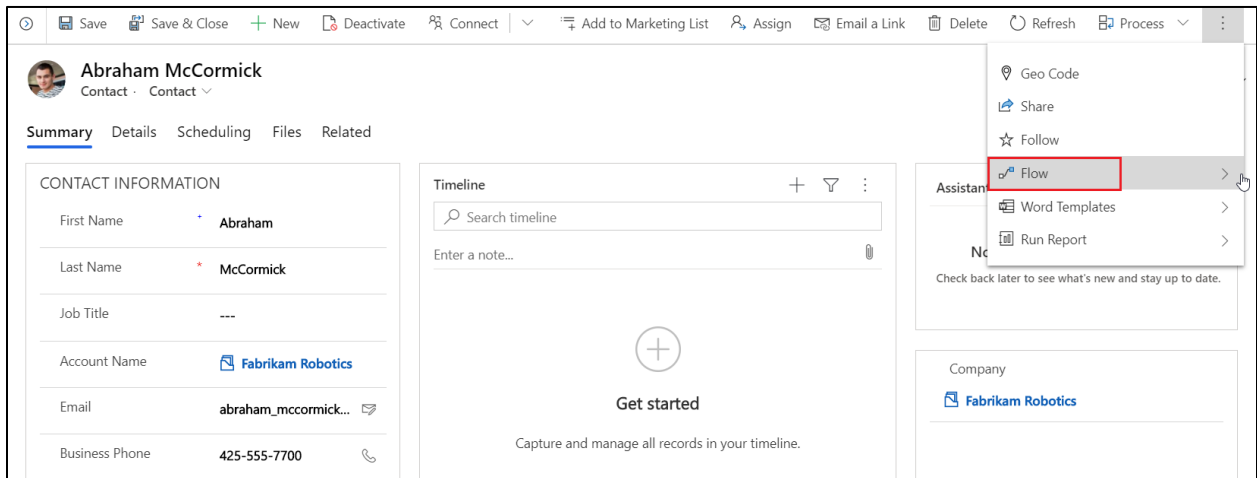 Save Save & Close New Deactivate Connect Add to Marketing List Assign Email a Link Delete Refresh Process
Abraham McCormick
Contact · Contact
Summary Details Scheduling Files Related
CONTACT INFORMATION
First Name + Abraham
Last Name * McCormick
Job Title ---
Account Name Fabrikam Robotics
Email abraham_mccormick...
Business Phone 425-555-7700
Timeline
Search timeline
Enter a note...
Get started
Capture and manage all records in your timeline.
Geo Code
Share
Follow
Flow
Word Templates
Run Report
Assistan
No
Check back later to see what's new and stay up to date.
Company
Fabrikam Robotics